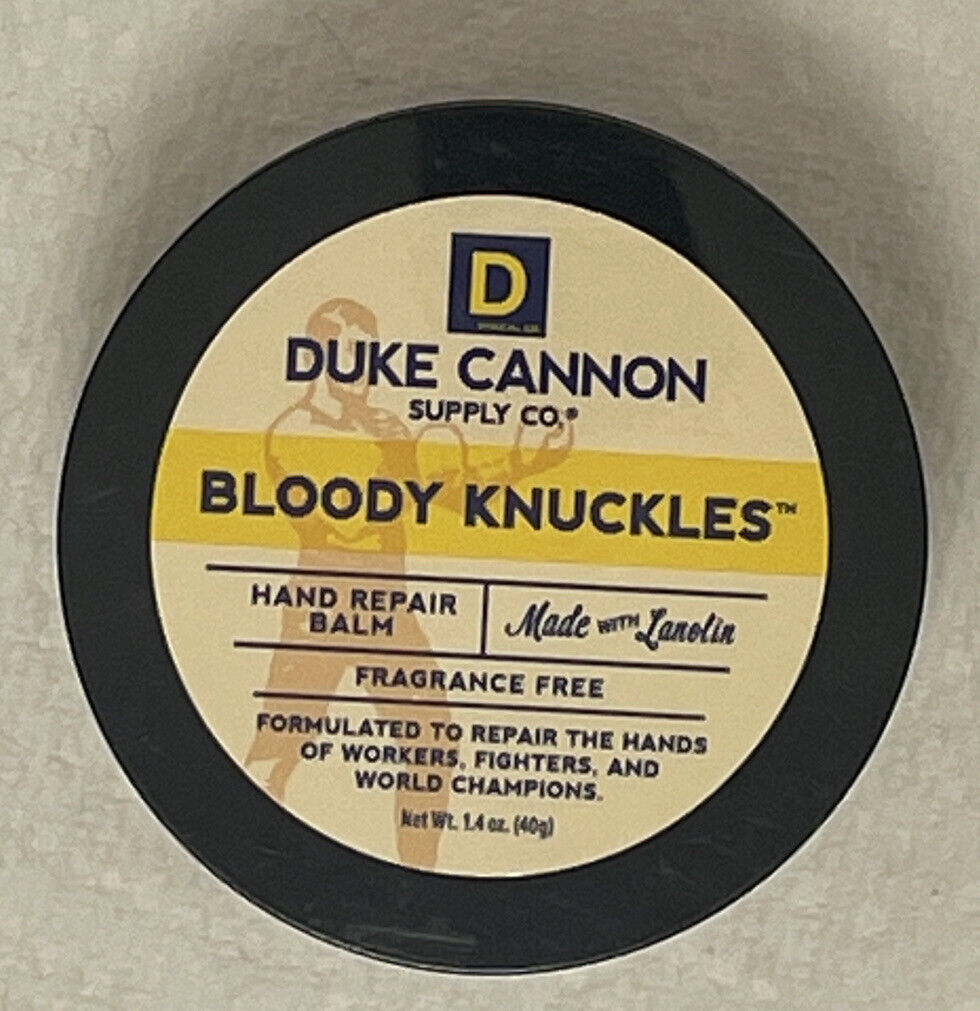 D
DUKE CANNON
SUPPLY CO.®
BLOODY KNUCKLES™
HAND REPAIR
BALM
Made WITH Lanolin
FRAGRANCE FREE
FORMULATED TO REPAIR THE HANDS
OF WORKERS, FIGHTERS, AND
WORLD CHAMPIONS.
Net Wt. 1.4 oz. (40g)